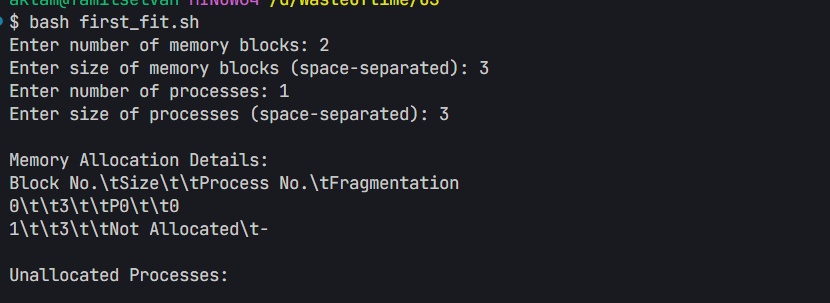 $ bash first_fit.sh
Enter number of memory blocks: 2
Enter size of memory blocks (space-separated): 3
Enter number of processes: 1
Enter size of processes (space-separated): 3
Memory Allocation Details:
Block No.\tSize\t\tProcess No.\tFragmentation
0\t\t3\t\tP0\t\t0
1\t\t3\t\tNot Allocated\t-
Unallocated Processes: